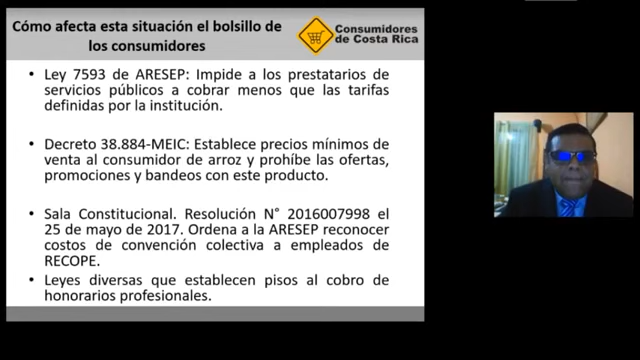 Cómo afecta esta situación el bolsillo de
los consumidores
Consumidores
de Costa Rica
• Ley 7593 de ARESEP: Impide a los prestatarios de
servicios públicos a cobrar menos que las tarifas
definidas por la institución.
• Decreto 38.884-MEIC: Establece precios mínimos de
venta al consumidor de arroz y prohíbe las ofertas,
promociones y bandeos con este producto.
• Sala Constitucional. Resolución N° 2016007998 el
25 de mayo de 2017. Ordena a la ARESEP reconocer
costos de convención colectiva a empleados de
RECOPE.
• Leyes diversas que establecen pisos al cobro de
honorarios profesionales.